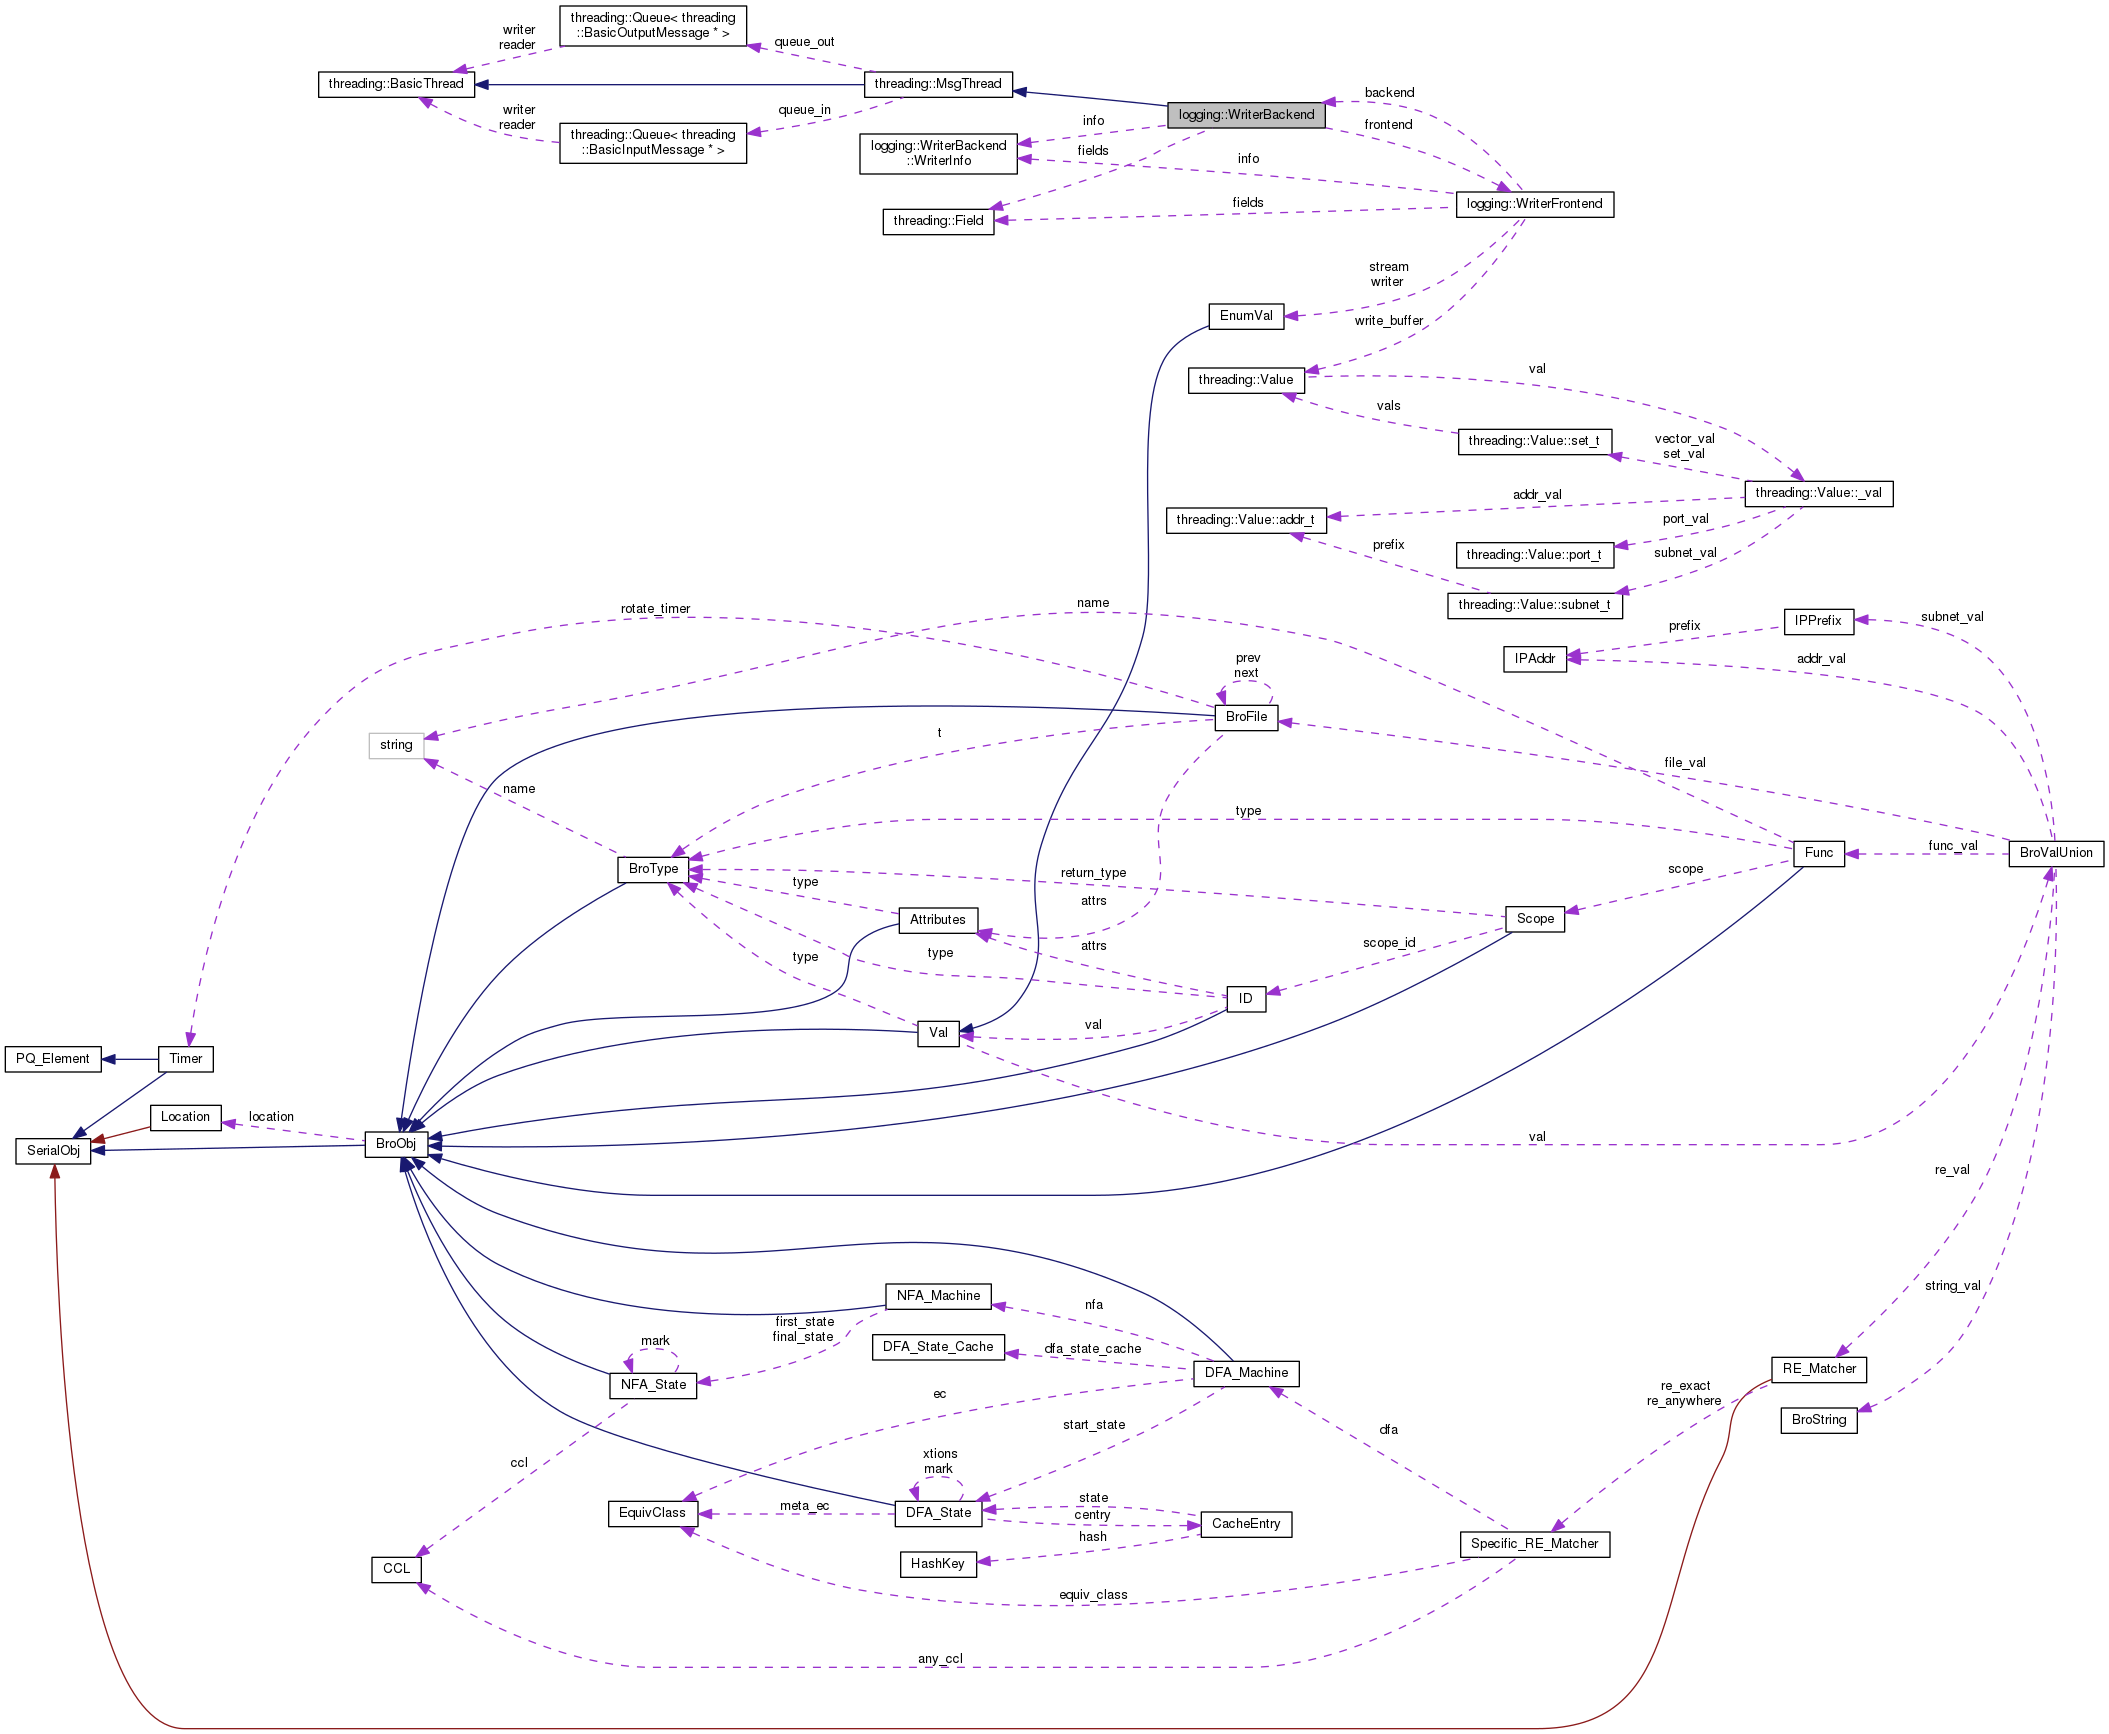 threading::Queue< threading
::BasicOutputMessage * >
writer
reader
queue_out
threading::BasicThread
threading::MsgThread
backend
writer
reader
queue_in
logging::WriterBackend
info
frontend
threading::Queue< threading
::BasicInputMessage * >
logging::WriterBackend
::WriterInfo
fields
info
logging::WriterFrontend
fields
threading::Field
stream
writer
EnumVal
write_buffer
threading::Value
val
vals
threading::Value::set_t
vector_val
set_val
threading::Value::_val
addr_val
threading::Value::addr_t
port_val
prefix
threading::Value::port_t
subnet_val
threading::Value::subnet_t
rotate_timer
name
IPPrefix
subnet_val
prefix
IPAddr
addr_val
prev
next
BroFile
string
t
file_val
name
type
BroType
Func
func_val
BroValUnion
return_type
scope
type
attrs
Attributes
Scope
attrs
scope_id
type
type
ID
Val
val
PQ_Element
Timer
Location
location
BroObj
SerialObj
val
re_val
NFA_Machine
nfa
string_val
first_state
final_state
mark
DFA_State_Cache
dfa_state_cache
DFA_Machine
RE_Matcher
NFA_State
ec
re_exact
re_anywhere
BroString
start_state
dfa
xtions
mark
ccl
EquivClass
meta_ec
DFA_State
state
centry
CacheEntry
hash
HashKey
Specific_RE_Matcher
CCL
equiv_class
any_ccl